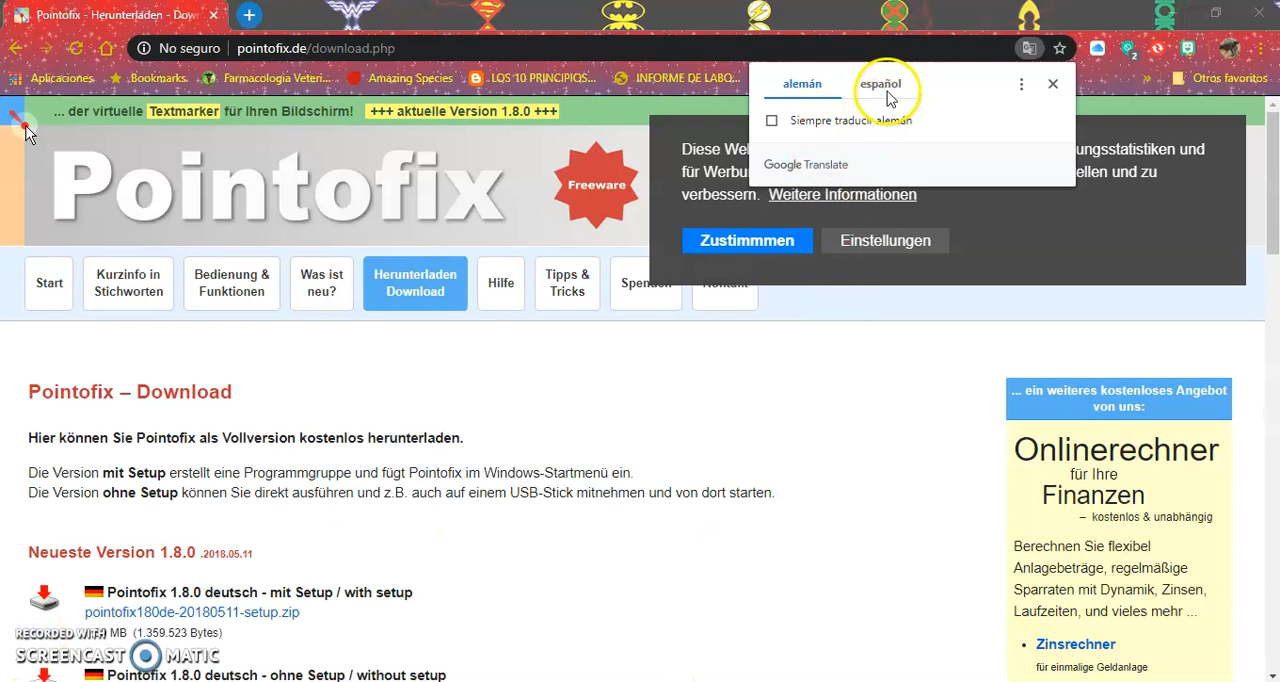 Pointofix - Herunterladen - Dow
No seguro
pointofix.de/download.php
Aplicaciones
Bookmarks
Farmacologia Veteri...
Amazing Species
LOS 10 PRINCIPIOS...
INFORME DE LABO...
»
Otros favoritos
alemán
español
Siempre traducir alemán
Google Translate
... der virtuelle Textmarker für Ihren Bildschirm! +++ aktuelle Version 1.8.0 +++
Pointofix
Freeware
Diese Web
ungsstatistiken und
für Werbu
ellen und zu
verbessern. Weitere Informationen
Zustimmmen
Einstellungen
Start
Kurzinfo in
Stichworten
Bedienung &
Funktionen
Was ist
neu?
Herunterladen
Download
Hilfe
Tipps &
Tricks
Spenden
Kontakt
Pointofix – Download
Hier können Sie Pointofix als Vollversion kostenlos herunterladen.
Die Version mit Setup erstellt eine Programmgruppe und fügt Pointofix im Windows-Startmenü ein.
Die Version ohne Setup können Sie direkt ausführen und z.B. auch auf einem USB-Stick mitnehmen und von dort starten.
Neueste Version 1.8.0 .2018.05.11
Pointofix 1.8.0 deutsch - mit Setup / with setup
pointofix180de-20180511-setup.zip
MB (1.359.523 Bytes)
Pointofix 1.8.0 deutsch - ohne Setup / without setup
... ein weiteres kostenloses Angebot
von uns:
Onlinerechner
für Ihre
Finanzen
– kostenlos & unabhängig
Berechnen Sie flexibel
Anlagebeträge, regelmäßige
Sparraten mit Dynamik, Zinsen,
Laufzeiten, und vieles mehr ...
• Zinsrechner
für einmalige Geldanlage
RECORDED WITH
SCREENCAST MATIC